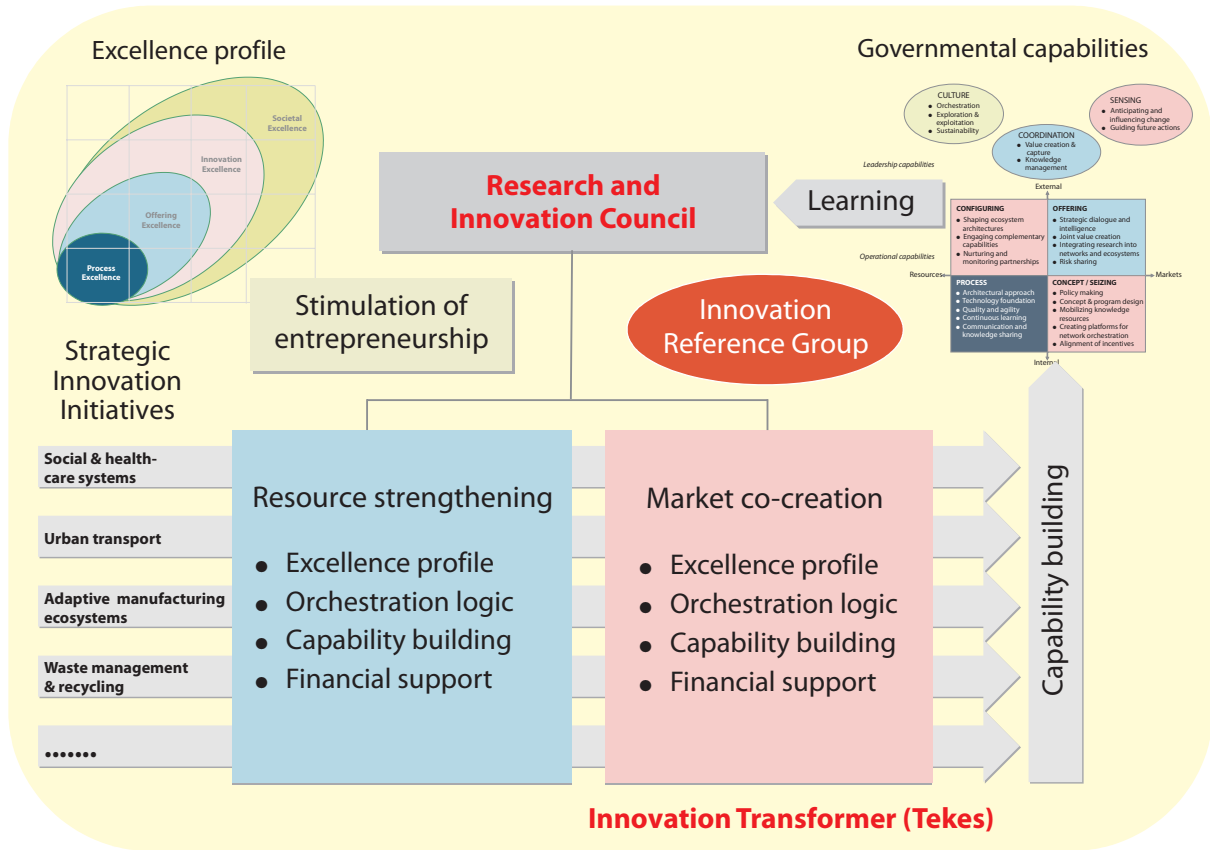 Excellence profile
Societal
Excellence
Innovation
Excellence
Offering
Excellence
Process
Excellence
Governmental capabilities
CULTURE
● Orchestration
● Exploration &
exploitation
● Sustainability
SENSING
● Anticipating and
influencing change
● Guiding future actions
COORDINATION
● Value creation &
capture
● Knowledge
management
Leadership capabilities
External
CONFIGURING
● Shaping ecosystem
architectures
● Engaging complementary
capabilities
● Nurturing and
monitoring partnerships
OFFERING
● Strategic dialogue and
intelligence
● Joint value creation
● Integrating research into
networks and ecosystems
● Risk sharing
Operational capabilities
Resources
Markets
PROCESS
● Architectural approach
● Technology foundation
● Quality and agility
● Continuous learning
● Communication and
knowledge sharing
CONCEPT / SEIZING
● Policy making
● Concept & program design
● Mobilizing knowledge
resources
● Creating platforms for
network orchestration
● Alignment of incentives
Internal
Research and
Innovation Council
Learning
Stimulation of
entrepreneurship
Innovation
Reference Group
Strategic
Innovation
Initiatives
Social & health-
care systems
Urban transport
Adaptive manufacturing
ecosystems
Waste management
& recycling
•••••••
Resource strengthening
● Excellence profile
● Orchestration logic
● Capability building
● Financial support
Market co-creation
● Excellence profile
● Orchestration logic
● Capability building
● Financial support
Capability building
Innovation Transformer (Tekes)